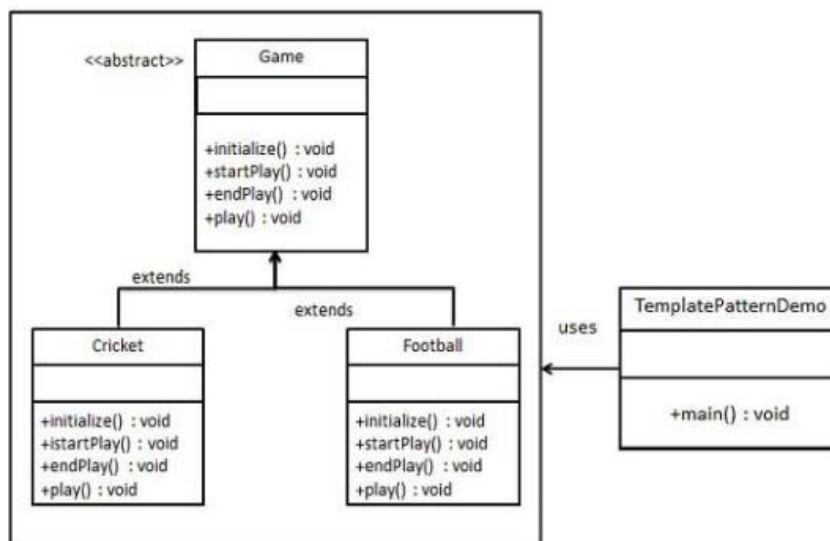 <<abstract>>
Game
+initialize() : void
+startPlay() : void
+endPlay() : void
+play() : void
extends
extends
Cricket
+initialize() : void
+istartPlay() : void
+endPlay() : void
+play() : void
Football
+initialize() : void
+startPlay() : void
+endPlay() : void
+play() : void
uses
TemplatePatternDemo
+main() : void